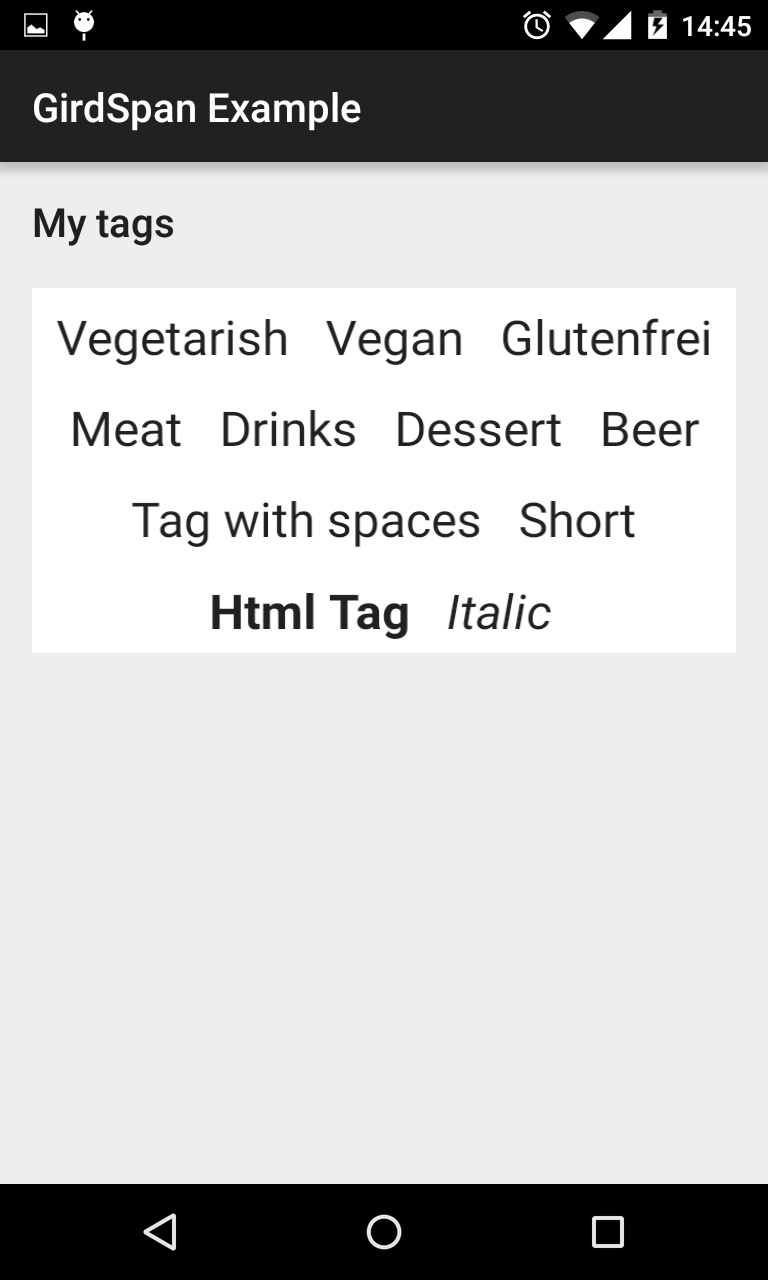 14:45
GirdSpan Example
My tags
Vegetarish Vegan Glutenfrei
Meat Drinks Dessert Beer
Tag with spaces Short
Html Tag Italic